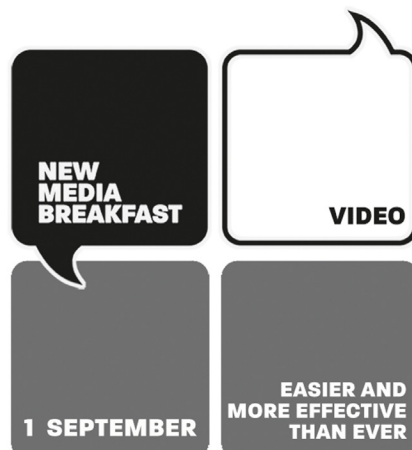 NEW
MEDIA
BREAKFAST
VIDEO
1 SEPTEMBER
EASIER AND
MORE EFFECTIVE
THAN EVER